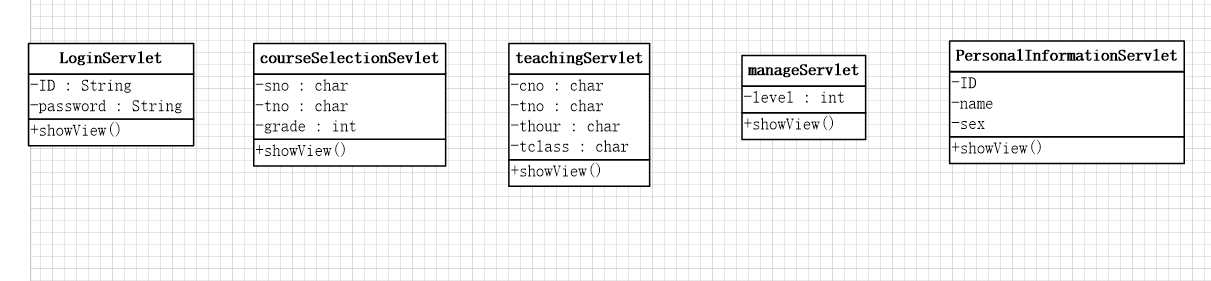 LoginServlet
-ID : String
-password : String
+showView()
courseSelectionSevlet
-sno : char
-tno : char
-grade : int
+showView()
teachingServlet
-cno : char
-tno : char
-thour : char
-tclass : char
+showView()
manageServlet
-level : int
+showView()
PersonalInformationServlet
-ID
-name
-sex
+showView()